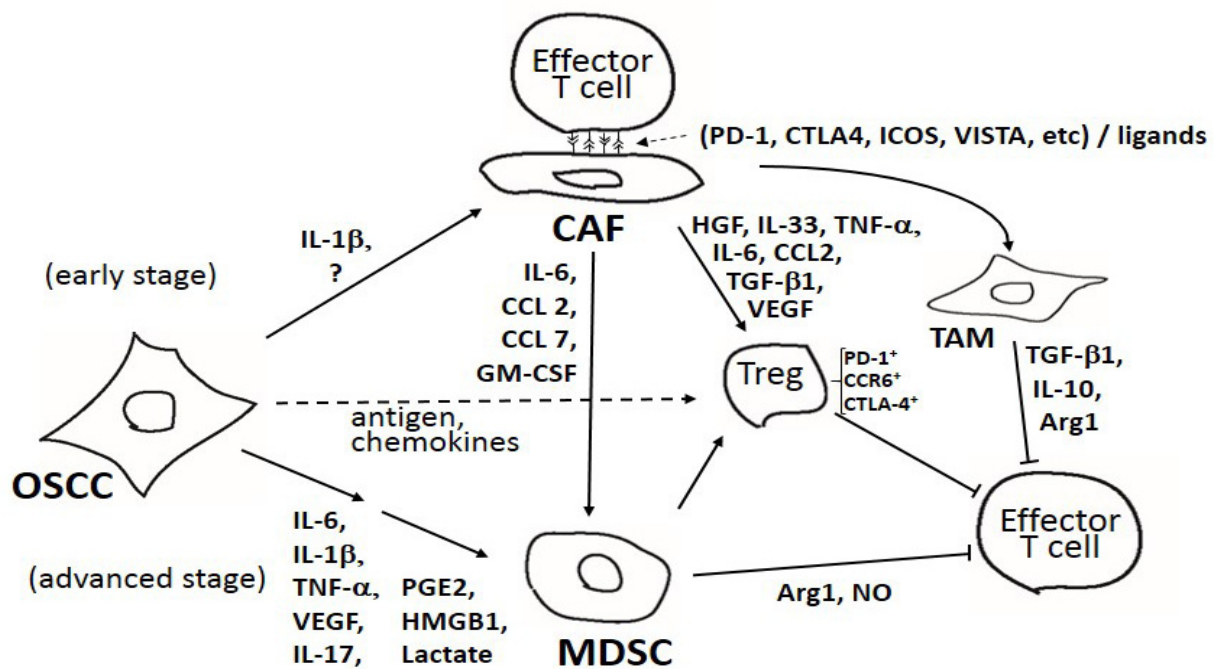 Effector
T cell
(PD-1, CTLA4, ICOS, VISTA, etc) / ligands
CAF
IL-1β,
?
(early stage)
HGF, IL-33, TNF-α,
IL-6, CCL2,
TGF-β1,
VEGF
IL-6,
CCL 2,
CCL 7,
GM-CSF
TAM
Treg
PD-1⁺
CCR6⁺
CTLA-4⁺
TGF-β1,
IL-10,
Arg1
antigen,
chemokines
OSCC
Effector
T cell
(advanced stage)
IL-6,
IL-1β,
TNF-α, PGE2,
VEGF, HMGB1,
IL-17, Lactate
Arg1, NO
MDSC